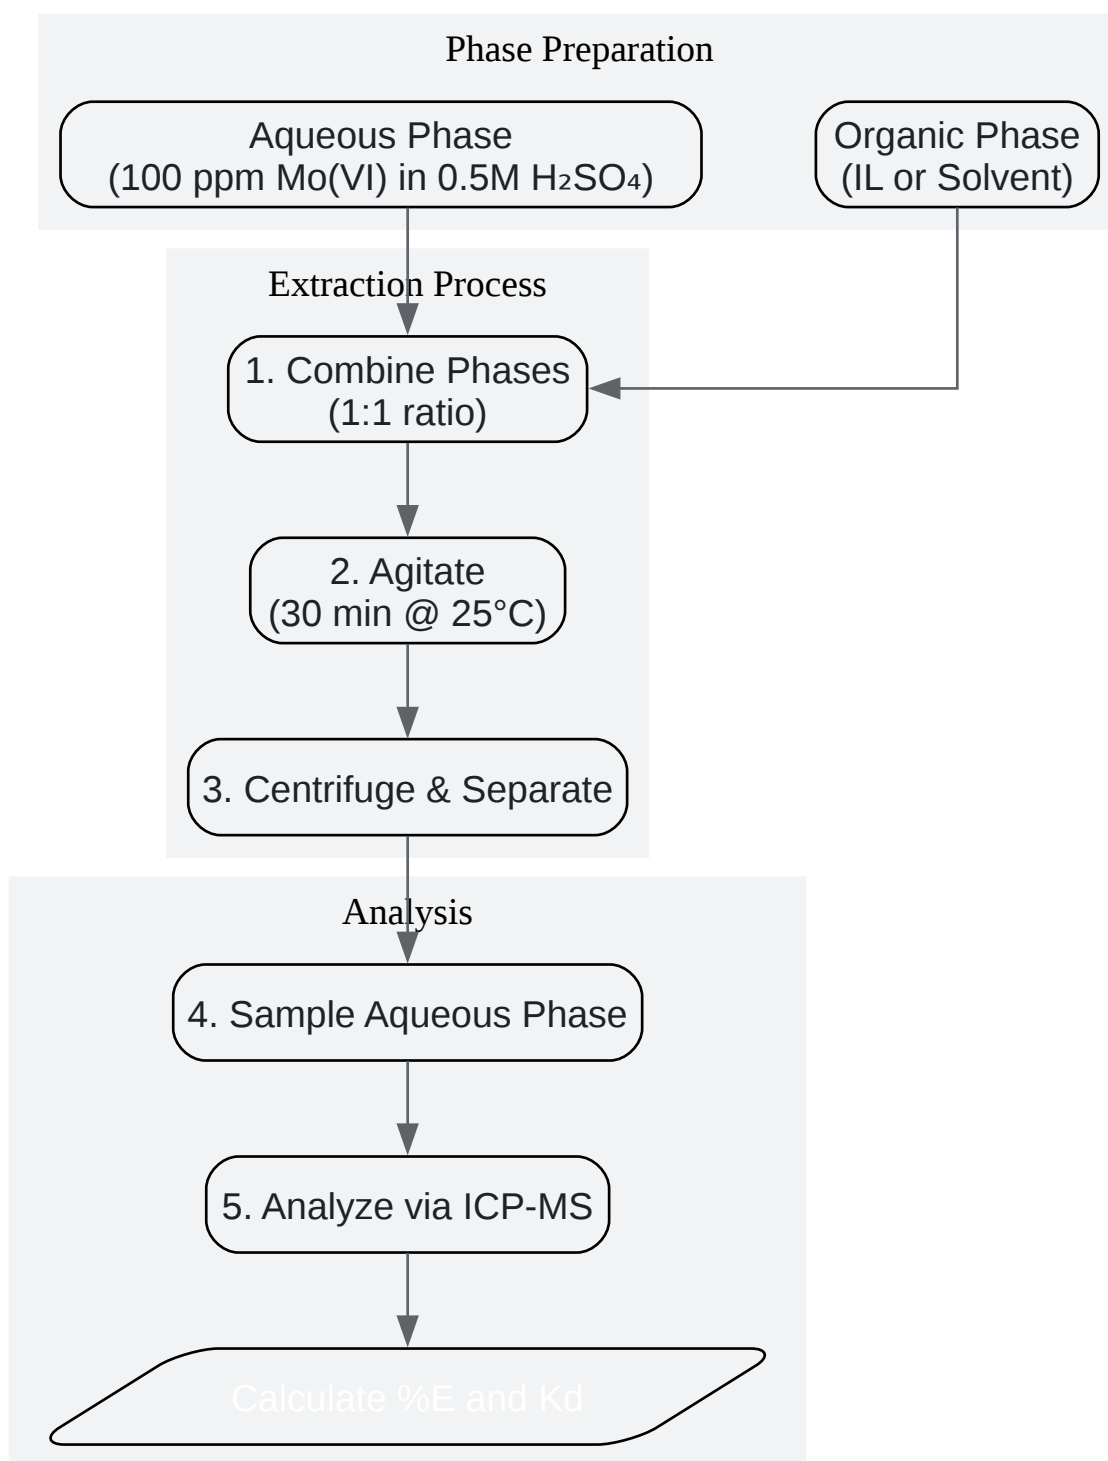 Phase Preparation
Aqueous Phase
(100 ppm Mo(VI) in 0.5M H₂SO₄)
Organic Phase
(IL or Solvent)
Extraction Process
1. Combine Phases
(1:1 ratio)
2. Agitate
(30 min @ 25°C)
3. Centrifuge & Separate
Analysis
4. Sample Aqueous Phase
5. Analyze via ICP-MS
Calculate %E and Kd